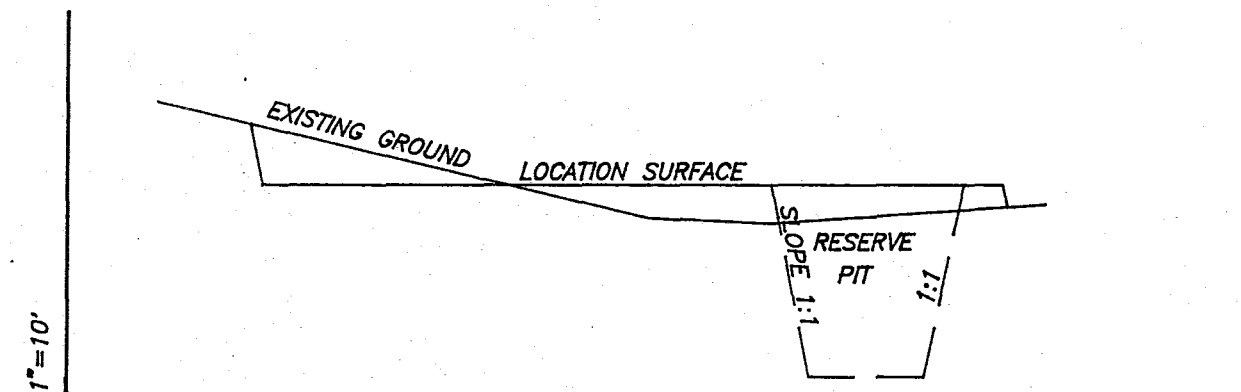 EXISTING GROUND
LOCATION SURFACE
SLOPE 1:1
RESERVE
PIT
1:1
1"=10'